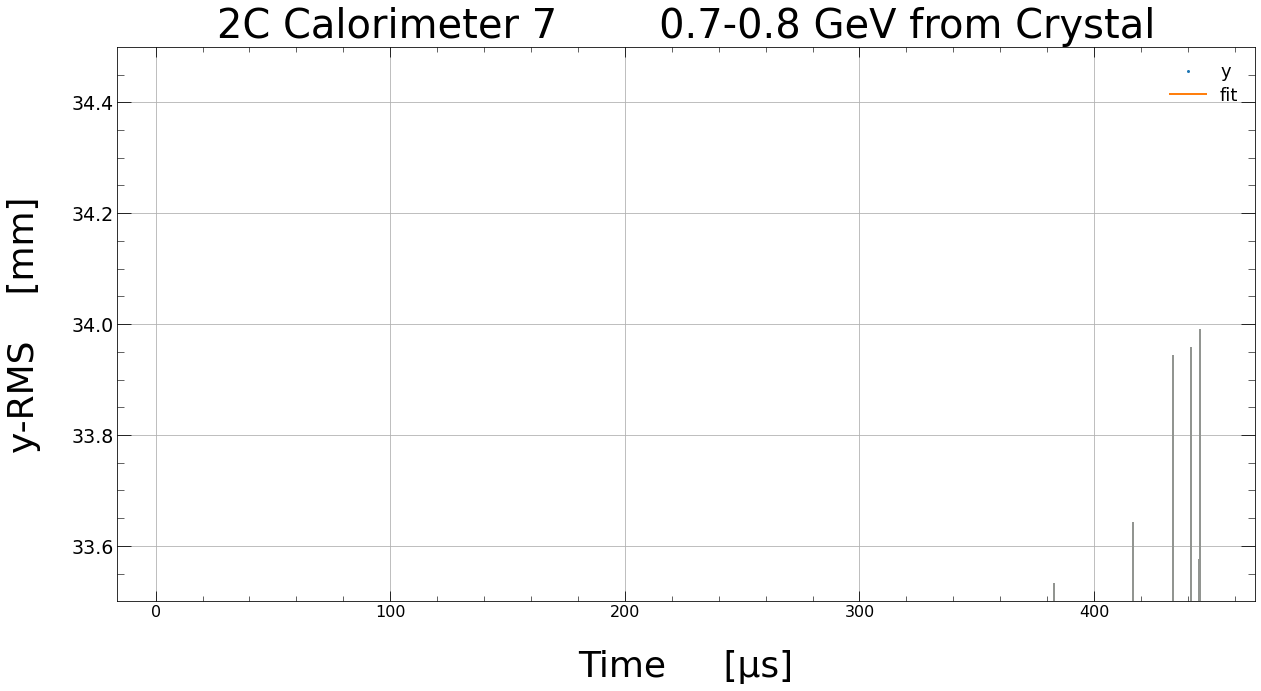 2C Calorimeter 7 0.7-0.8 GeV from Crystal
y
fit
34.4
34.2
34.0
33.8
33.6
y-RMS [mm]
0 100 200 300 400
Time [μs]